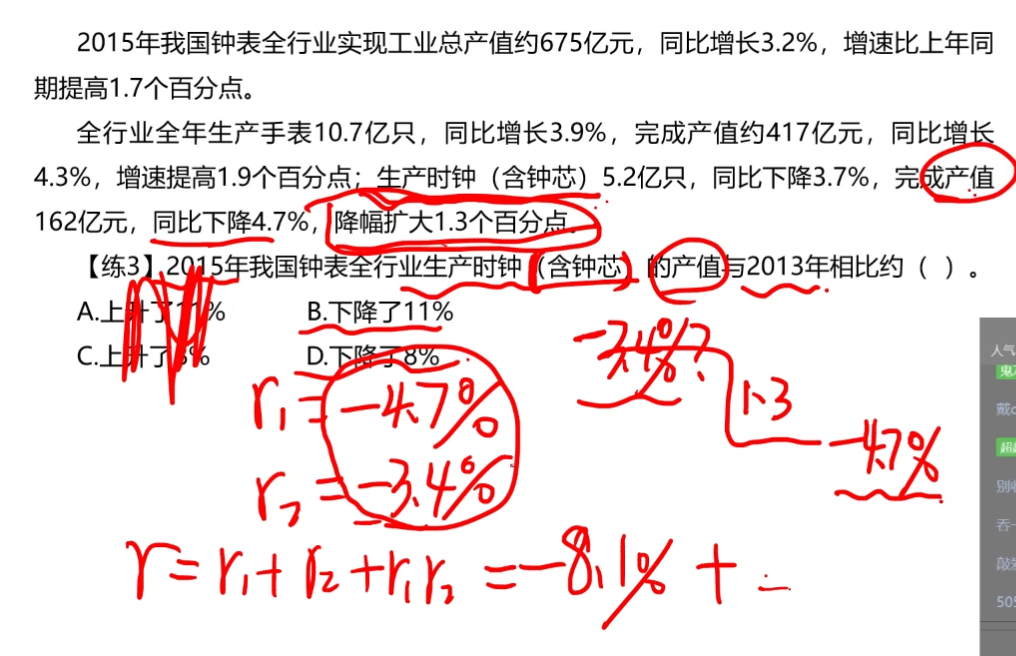 2015年我国钟表全行业实现工业总产值约675亿元，同比增长3.2%，增速比上年同
期提高1.7个百分点。
全行业全年生产手表10.7亿只，同比增长3.9%，完成产值约417亿元，同比增长
4.3%，增速提高1.9个百分点；生产时钟（含钟芯）5.2亿只，同比下降3.7%，完成产值
162亿元，同比下降4.7%，降幅扩大1.3个百分点。
【练3】2015年我国钟表全行业生产时钟（含钟芯）的产值与2013年相比约（ ）。
A.上升了11% B.下降了11%
C.上升了8% D.下降了8%
-3.4%?
1.3
-4.7%
r₁=-4.7%
r₂=-3.4%
r=r₁+r₂+r₁r₂=-8.1%+
人气
戴
超
别
吞
敲
505